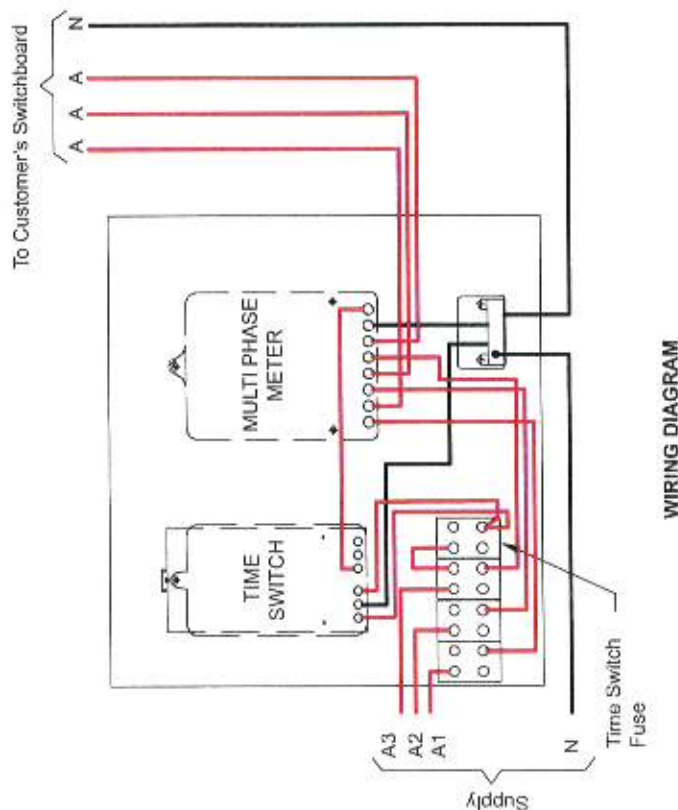 To Customer's Switchboard
A
A
A
N
MULTI PHASE
METER
TIME
SWITCH
A3
A2
A1
N
Supply
Time Switch
Fuse
WIRING DIAGRAM